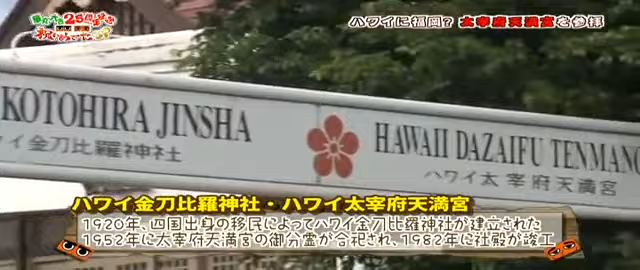 ハワイに福岡? 太宰府天満宮を参拝
KOTOHIRA JINSHA
ワイ金刀比羅神社
HAWAII DAZAIFU TENMANG
ハワイ太宰府天満宮
ハワイ金刀比羅神社・ハワイ太宰府天満宮
1920年、四国出身の移民によってハワイ金刀比羅神社が建立された
1952年に太宰府天満宮の御分霊が合祀され、1982年に社殿が竣工